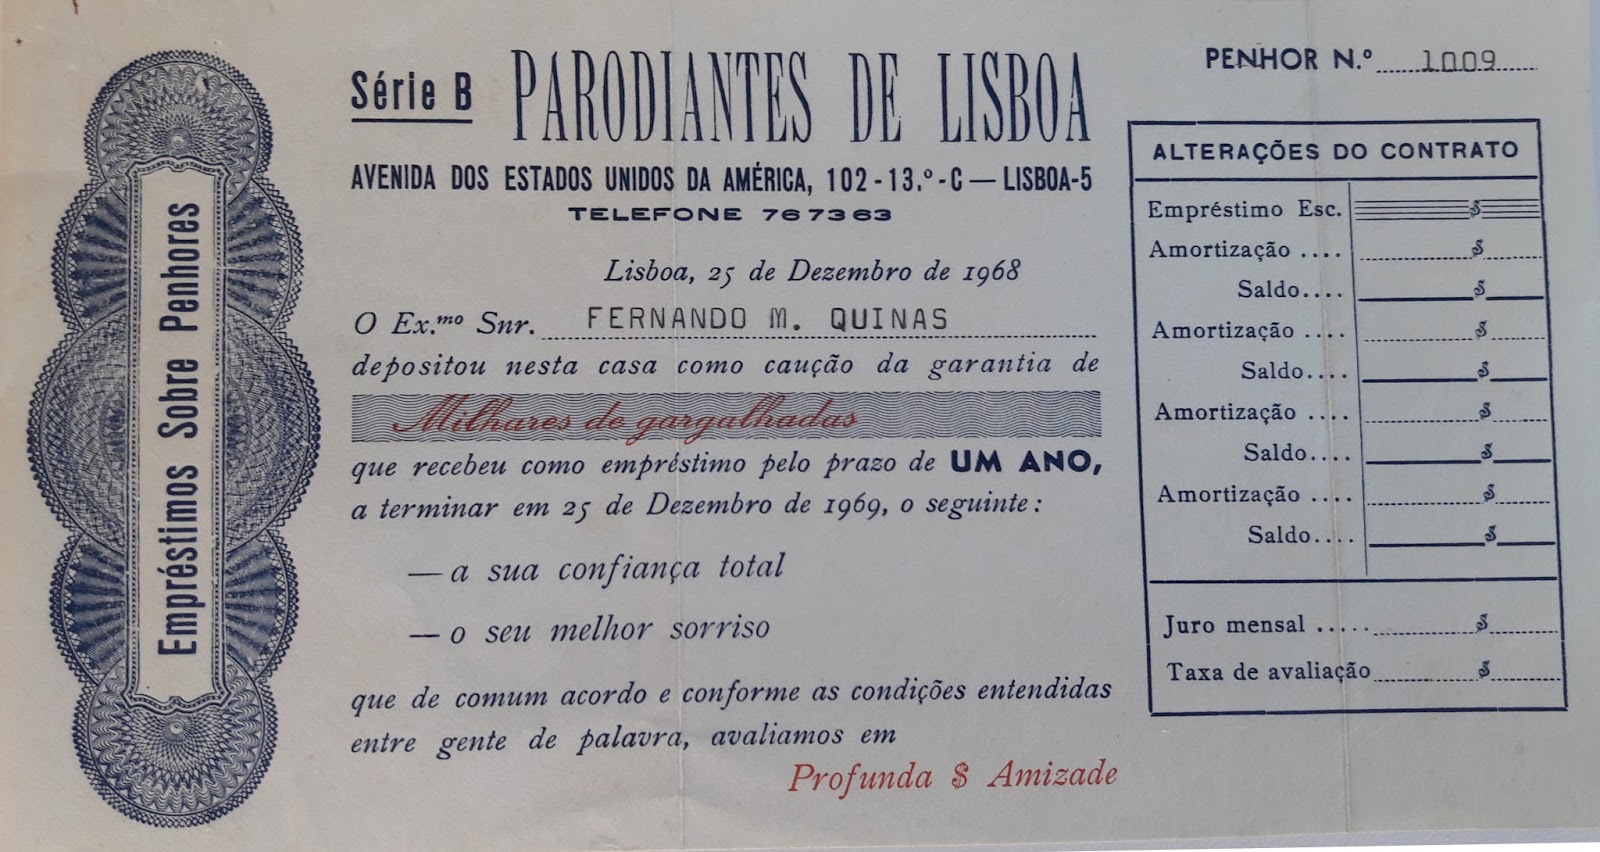 Empréstimos Sobre Penhores
Série B PARODIANTES DE LISBOA
AVENIDA DOS ESTADOS UNIDOS DA AMÉRICA, 102-13.º-C — LISBOA-5
TELEFONE 767363
Lisboa, 25 de Dezembro de 1968
O Ex.mo Snr. FERNANDO M. QUINAS
depositou nesta casa como caução da garantia de
Milhares de gargalhadas
que recebeu como empréstimo pelo prazo de UM ANO,
a terminar em 25 de Dezembro de 1969, o seguinte:
— a sua confiança total
— o seu melhor sorriso
que de comum acordo e conforme as condições entendidas
entre gente de palavra, avaliamos em
Profunda $ Amizade
PENHOR N.º 1009
ALTERAÇÕES DO CONTRATO
Empréstimo Esc. $
Amortização .... $
Saldo.... $
Amortização .... $
Saldo.... $
Amortização .... $
Saldo.... $
Amortização .... $
Saldo.... $
Juro mensal ..... $
Taxa de avaliação $